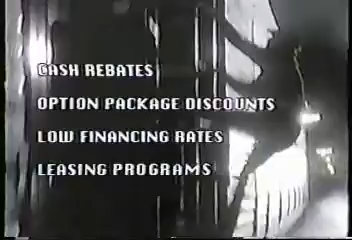 CASH REBATES
OPTION PACKAGE DISCOUNTS
LOW FINANCING RATES
LEASING PROGRAMS